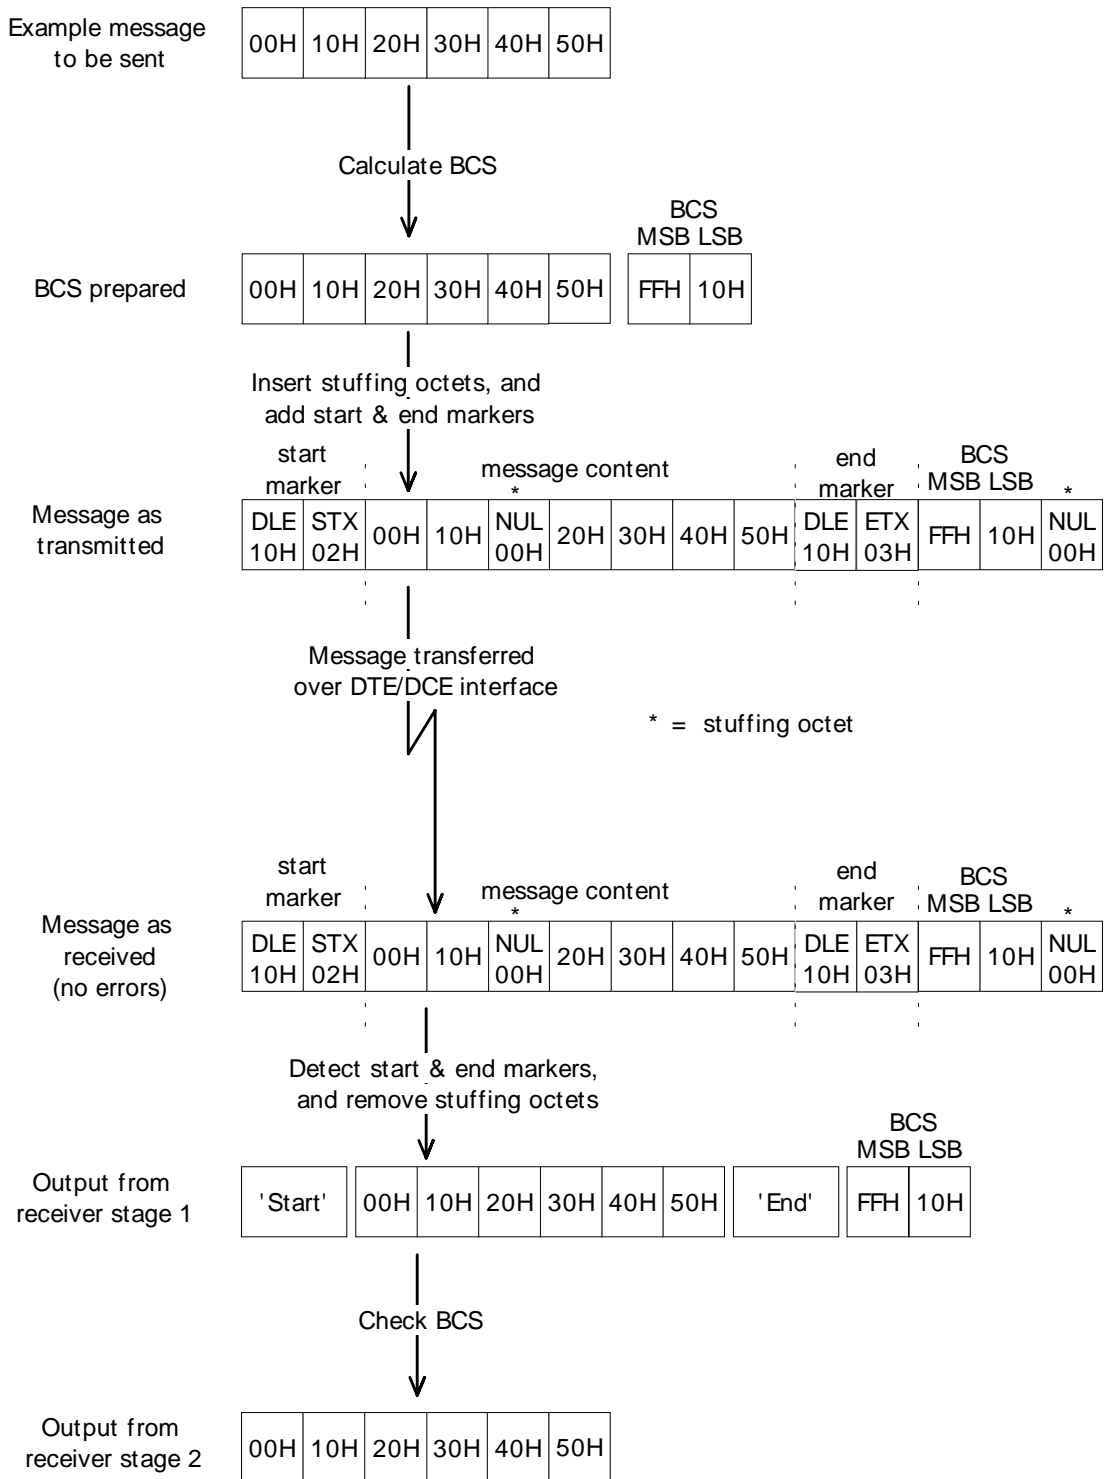 Example message
to be sent
00H 10H 20H 30H 40H 50H
Calculate BCS
BCS
MSB LSB
BCS prepared
00H 10H 20H 30H 40H 50H FFH 10H
Insert stuffing octets, and
add start & end markers
start
marker
message content
end
marker
BCS
MSB LSB
* *
Message as
transmitted
DLE STX 00H 10H NUL 20H 30H 40H 50H DLE ETX FFH 10H NUL
10H 02H 00H 10H 03H 00H
Message transferred
over DTE/DCE interface
* = stuffing octet
start
marker
message content
end
marker
BCS
MSB LSB
* *
Message as
received
(no errors)
DLE STX 00H 10H NUL 20H 30H 40H 50H DLE ETX FFH 10H NUL
10H 02H 00H 10H 03H 00H
Detect start & end markers,
and remove stuffing octets
BCS
MSB LSB
Output from
receiver stage 1
'Start' 00H 10H 20H 30H 40H 50H 'End' FFH 10H
Check BCS
Output from
receiver stage 2
00H 10H 20H 30H 40H 50H